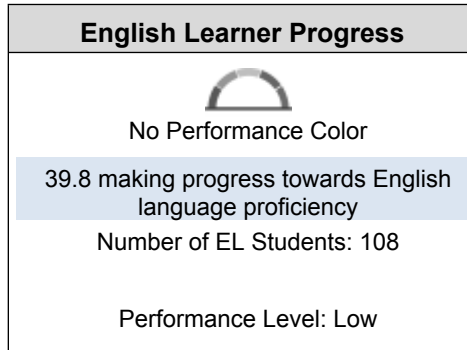 English Learner Progress
No Performance Color
39.8 making progress towards English
language proficiency
Number of EL Students: 108
Performance Level: Low